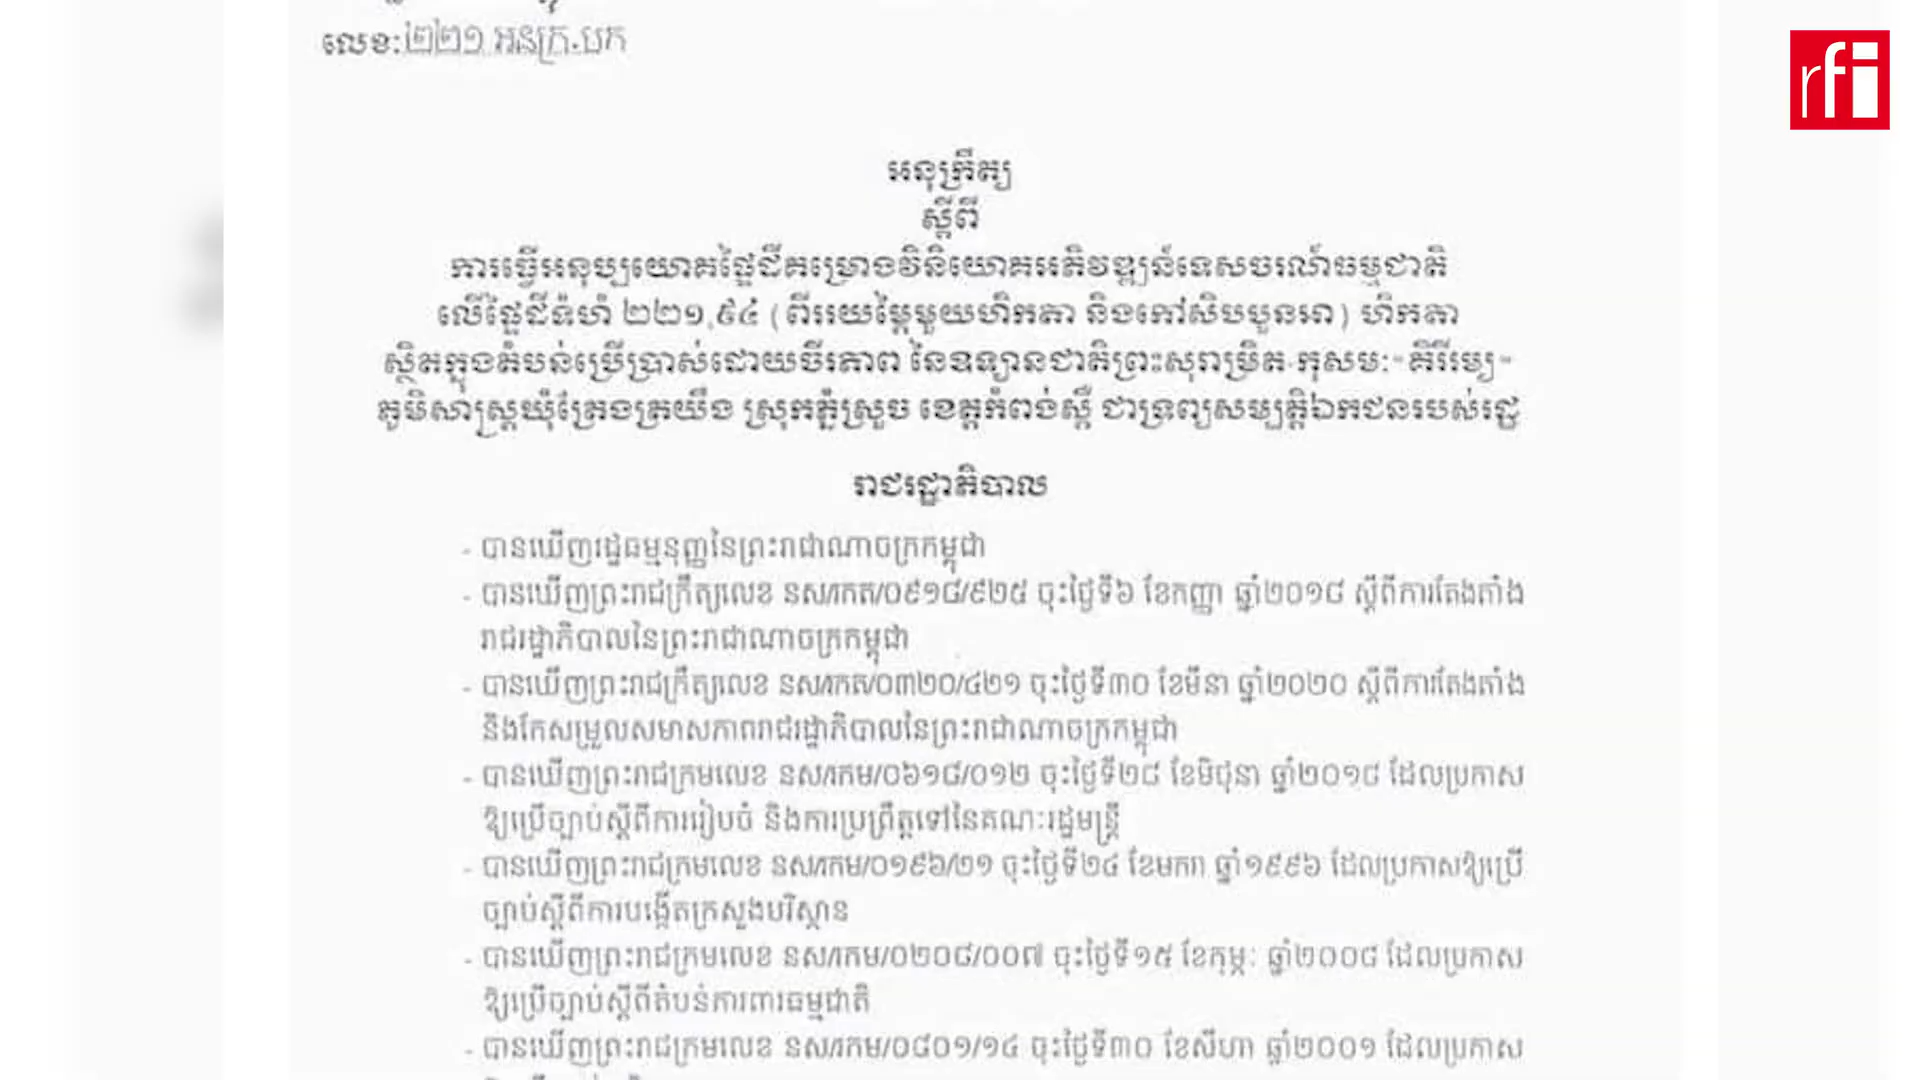 លេខ:២២១ អនក្រ.បក
rfi
អនុក្រឹត្យ
ស្តីពី
ការធ្វើអនុប្បយោគផ្ទៃដីគម្រោងវិនិយោគអភិវឌ្ឍន៍ទេសចរណ៍ធម្មជាតិ
លើផ្ទៃដីទំហំ ២២១,៩៤ (ពីររយម្ភៃមួយហិកតា និងកៅសិបបួនអា) ហិកតា
ស្ថិតក្នុងតំបន់ប្រើប្រាស់ដោយចីរភាព នៃឧទ្យានជាតិព្រះសុរាម្រិត-កុសមៈ "គិរីរម្យ"
ភូមិសាស្ត្រឃុំត្រែងត្រយឹង ស្រុកភ្នំស្រួច ខេត្តកំពង់ស្ពឺ ជាទ្រព្យសម្បត្តិឯកជនរបស់រដ្ឋ
រាជរដ្ឋាភិបាល
- បានឃើញរដ្ឋធម្មនុញ្ញនៃព្រះរាជាណាចក្រកម្ពុជា
- បានឃើញព្រះរាជក្រឹត្យលេខ នស/រកត/០៩១៨/៩២៥ ចុះថ្ងៃទី៦ ខែកញ្ញា ឆ្នាំ២០១៨ ស្តីពីការតែងតាំង
រាជរដ្ឋាភិបាលនៃព្រះរាជាណាចក្រកម្ពុជា
- បានឃើញព្រះរាជក្រឹត្យលេខ នស/រកត/០៣២០/៤២១ ចុះថ្ងៃទី៣០ ខែមីនា ឆ្នាំ២០២០ ស្តីពីការតែងតាំង
និងកែសម្រួលសមាសភាពរាជរដ្ឋាភិបាលនៃព្រះរាជាណាចក្រកម្ពុជា
- បានឃើញព្រះរាជក្រមលេខ នស/រកម/០៦១៨/០១២ ចុះថ្ងៃទី២៨ ខែមិថុនា ឆ្នាំ២០១៨ ដែលប្រកាស
ឱ្យប្រើច្បាប់ស្តីពីការរៀបចំ និងការប្រព្រឹត្តទៅនៃគណៈរដ្ឋមន្ត្រី
- បានឃើញព្រះរាជក្រមលេខ នស/រកម/០១៩៦/២១ ចុះថ្ងៃទី២៤ ខែមករា ឆ្នាំ១៩៩៦ ដែលប្រកាសឱ្យប្រើ
ច្បាប់ស្តីពីការបង្កើតក្រសួងបរិស្ថាន
- បានឃើញព្រះរាជក្រមលេខ នស/រកម/០២០៨/០០៧ ចុះថ្ងៃទី១៥ ខែកុម្ភៈ ឆ្នាំ២០០៨ ដែលប្រកាស
ឱ្យប្រើច្បាប់ស្តីពីតំបន់ការពារធម្មជាតិ
- បានឃើញព្រះរាជក្រមលេខ នស/រកម/០៨០១/១៤ ចុះថ្ងៃទី៣០ ខែសីហា ឆ្នាំ២០០១ ដែលប្រកាស